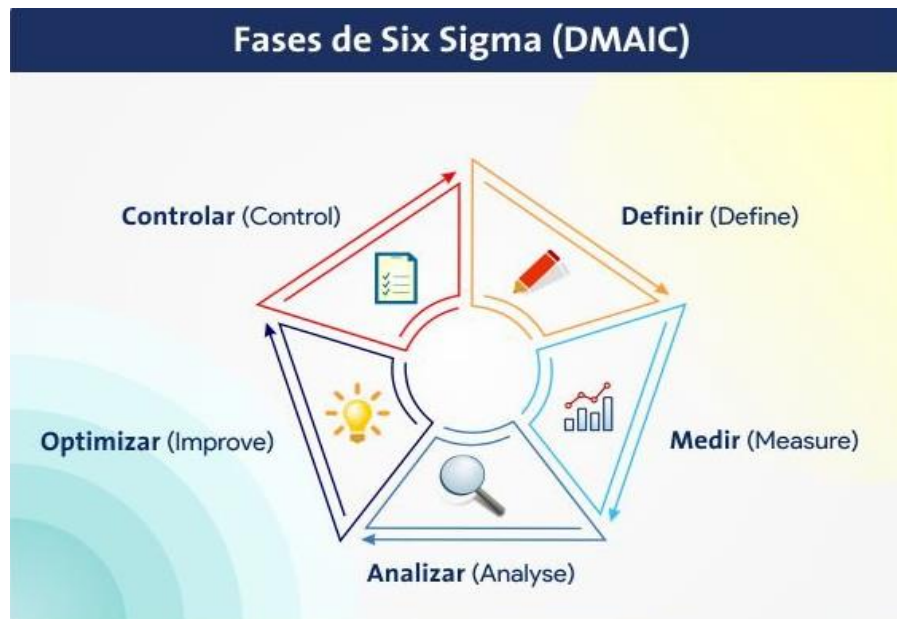 Fases de Six Sigma (DMAIC)
Controlar (Control)
Definir (Define)
Optimizar (Improve)
Medir (Measure)
Analizar (Analyse)